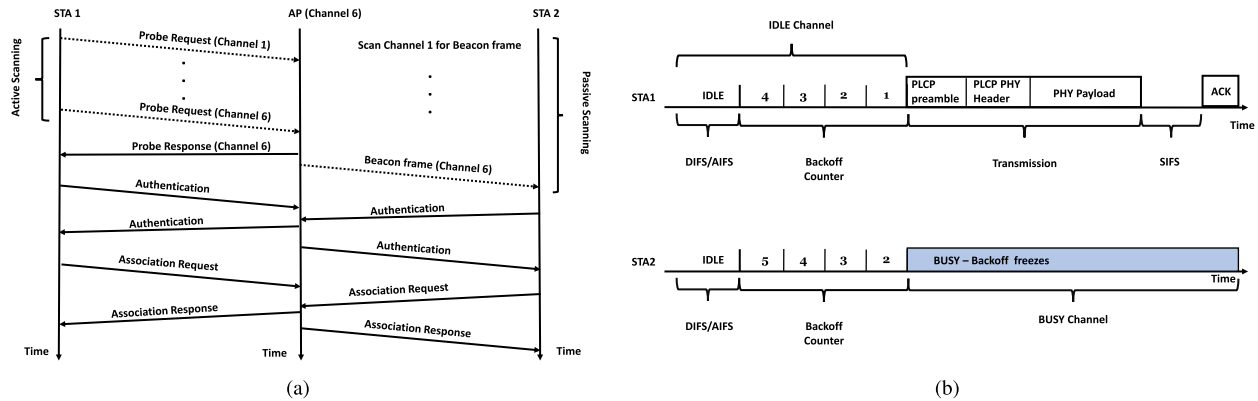 STA 1
AP (Channel 6)
STA 2
Active Scanning
Probe Request (Channel 1)
Scan Channel 1 for Beacon frame
Probe Request (Channel 6)
Passive Scanning
Probe Response (Channel 6)
Beacon frame (Channel 6)
Authentication
Authentication
Authentication
Authentication
Association Request
Association Request
Association Response
Association Response
Time
Time
Time
(a)
IDLE Channel
STA1
IDLE
4
3
2
1
PLCP
preamble
PLCP PHY
Header
PHY Payload
ACK
Time
DIFS/AIFS
Backoff
Counter
Transmission
SIFS
STA2
IDLE
5
4
3
2
BUSY – Backoff freezes
Time
DIFS/AIFS
Backoff
Counter
BUSY Channel
(b)